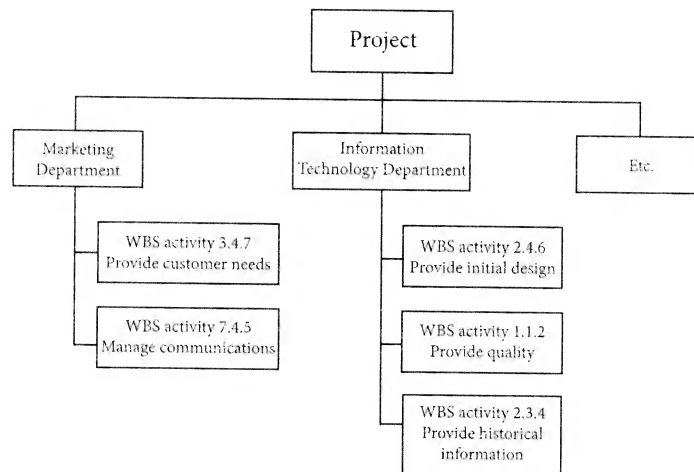 Project
Marketing
Department
Information
Technology Department
Etc.
WBS activity 3.4.7
Provide customer needs
WBS activity 7.4.5
Manage communications
WBS activity 2.4.6
Provide initial design
WBS activity 1.1.2
Provide quality
WBS activity 2.3.4
Provide historical
information